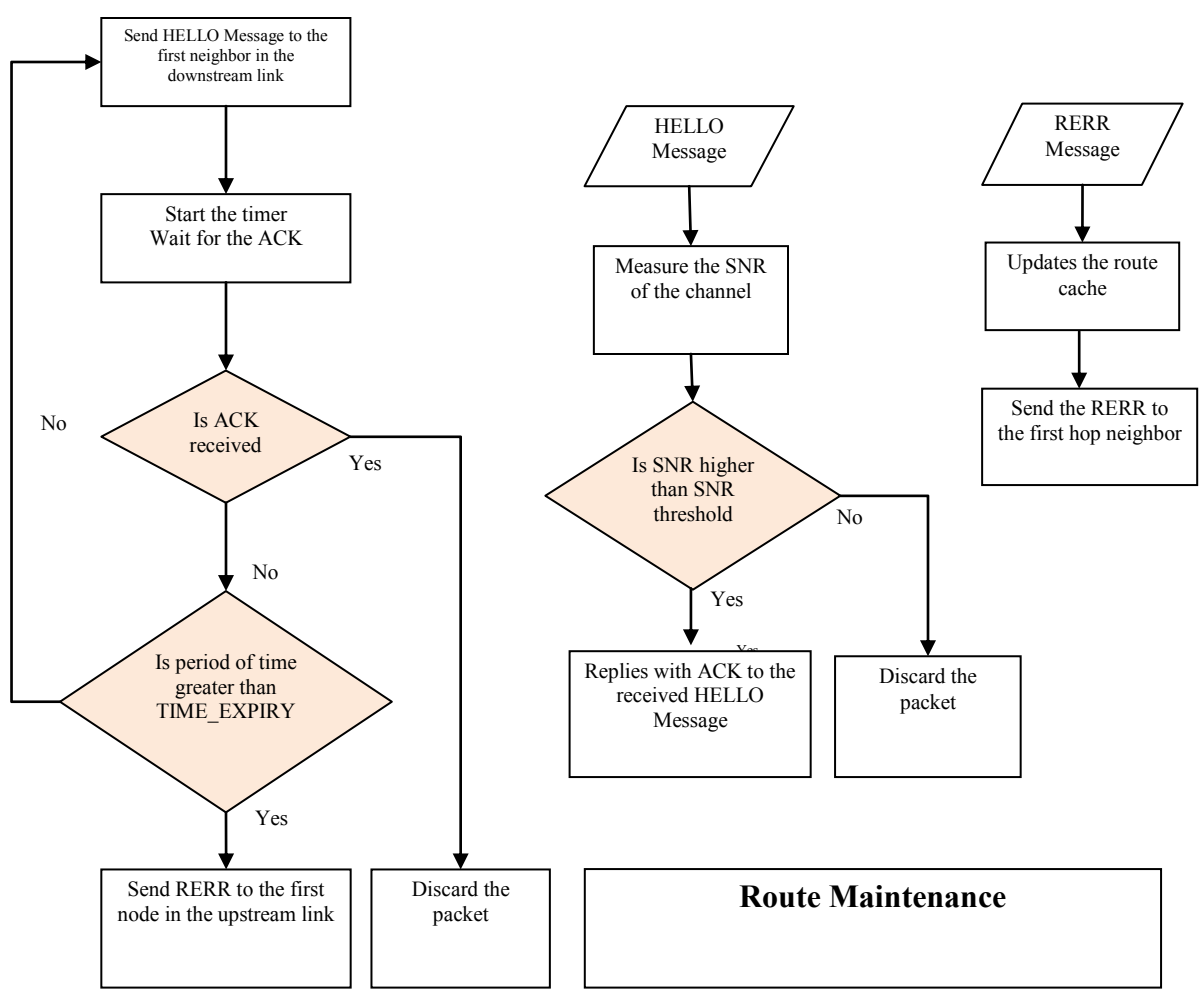 Send HELLO Message to the
first neighbor in the
downstream link
Start the timer
Wait for the ACK
Is ACK
received
No
Yes
No
Is period of time
greater than
TIME_EXPIRY
Yes
Send RERR to the first
node in the upstream link
Discard the
packet
HELLO
Message
Measure the SNR
of the channel
Is SNR higher
than SNR
threshold
No
Yes
Yes
Replies with ACK to the
received HELLO
Message
Discard the
packet
RERR
Message
Updates the route
cache
Send the RERR to
the first hop neighbor
Route Maintenance